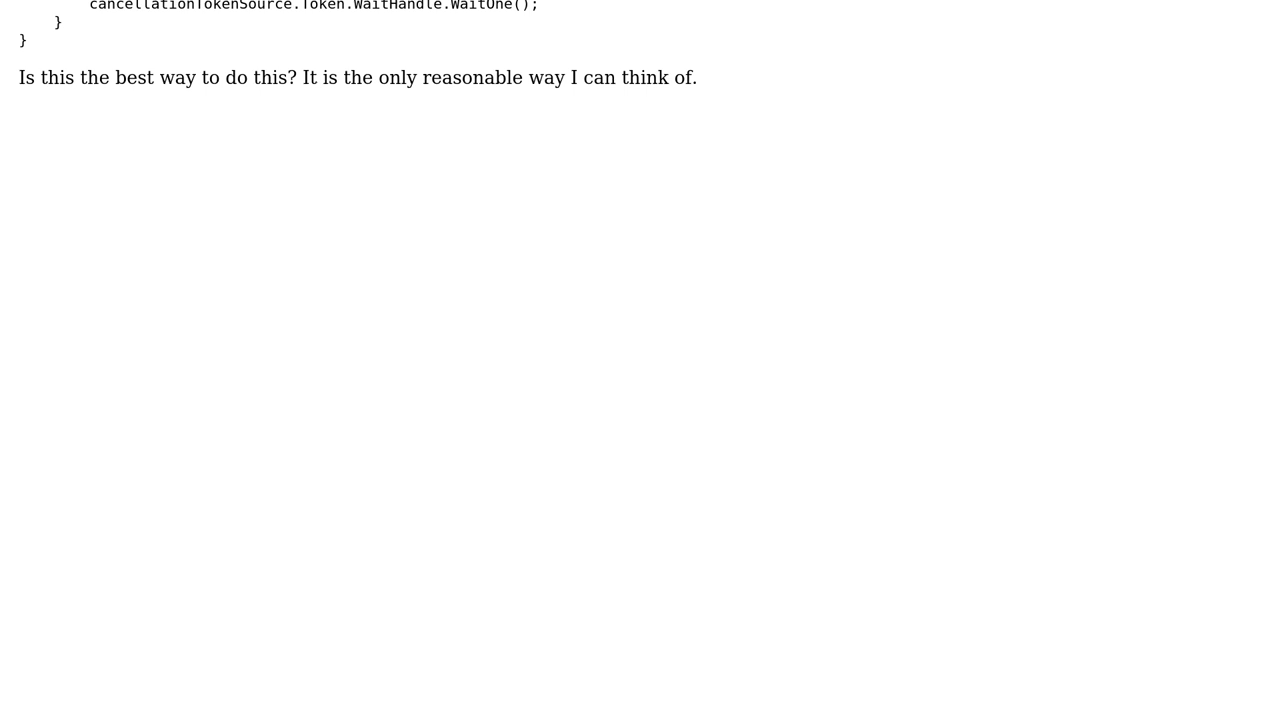 cancellationTokenSource.Token.WaitHandle.WaitOne();
    }
}
Is this the best way to do this? It is the only reasonable way I can think of.